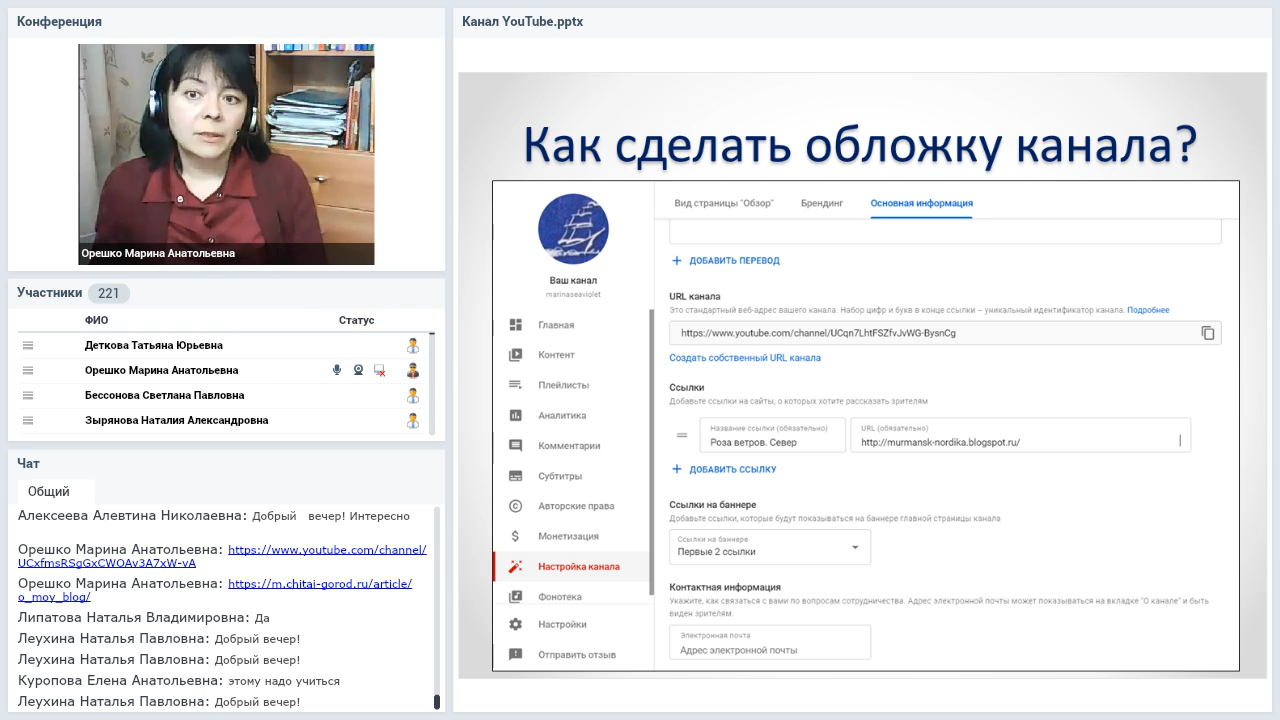 Конференция
Орешко Марина Анатольевна
Участники 221
ФИО Статус
Деткова Татьяна Юрьевна
Орешко Марина Анатольевна
Бессонова Светлана Павловна
Зырянова Наталия Александровна
Чат
Общий
Алексеева Алевтина Николаевна: Добрый вечер! Интересно
Орешко Марина Анатольевна: https://www.youtube.com/channel/
UCxfmsRSgGxCWOAv3A7xW-vA
Орешко Марина Анатольевна: https://m.chitai-gorod.ru/article/
o_moy_blog/
Липатова Наталья Владимировна: Да
Леухина Наталья Павловна: Добрый вечер!
Леухина Наталья Павловна: Добрый вечер!
Куропова Елена Анатольевна: этому надо учиться
Леухина Наталья Павловна: Добрый вечер!
Канал YouTube.pptx
Как сделать обложку канала?
Ваш канал
marinaseaviolet
Главная
Контент
Плейлисты
Аналитика
Комментарии
Субтитры
Авторские права
Монетизация
Настройка канала
Фонотека
Настройки
Отправить отзыв
Вид страницы "Обзор" Брендинг Основная информация
+ ДОБАВИТЬ ПЕРЕВОД
URL канала
Это стандартный веб-адрес вашего канала. Набор цифр и букв в конце ссылки – уникальный идентификатор канала. Подробнее
https://www.youtube.com/channel/UCqn7LhtFSZfvJvWG-BysnCg
Создать собственный URL канала
Ссылки
Добавьте ссылки на сайты, о которых хотите рассказать зрителям
Название ссылки (обязательно) URL (обязательно)
Роза ветров. Север http://murmansk-nordika.blogspot.ru/
+ ДОБАВИТЬ ССЫЛКУ
Ссылки на баннере
Добавьте ссылки, которые будут показываться на баннере главной страницы канала
Ссылки на баннере
Первые 2 ссылки
Контактная информация
Укажите, как связаться с вами по вопросам сотрудничества. Адрес электронной почты может показываться на вкладке "О канале" и быть
виден зрителям.
Электронная почта
Адрес электронной почты